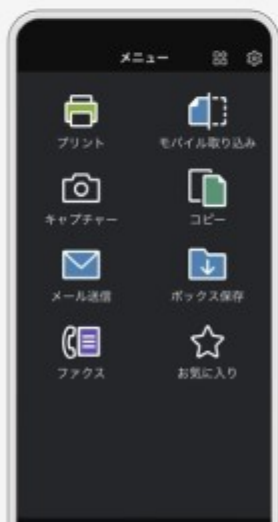 メニュー
プリント
モバイル取り込み
キャプチャー
コピー
メール送信
ボックス保存
ファクス
お気に入り